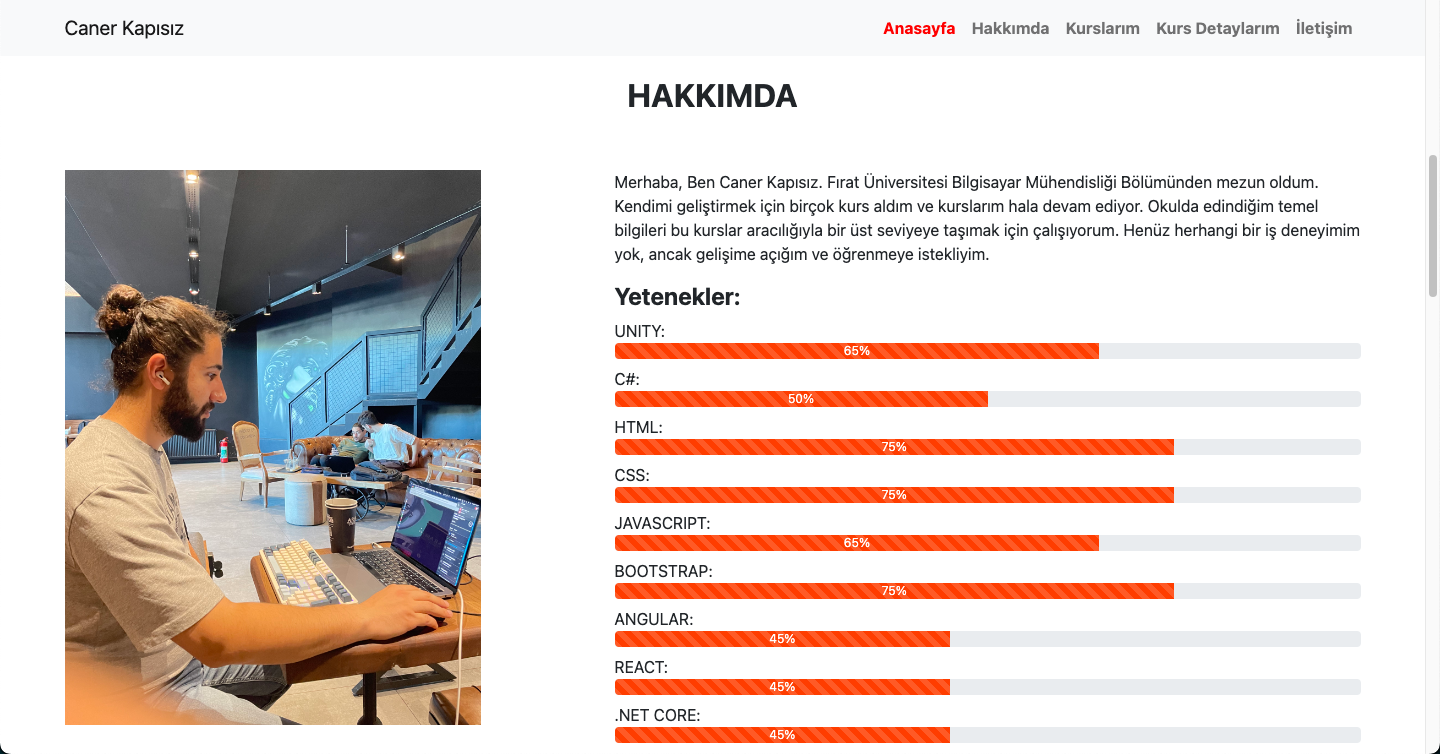 Caner Kapısız
Anasayfa Hakkımda Kurslarım Kurs Detaylarım İletişim
HAKKIMDA
Merhaba, Ben Caner Kapısız. Fırat Üniversitesi Bilgisayar Mühendisliği Bölümünden mezun oldum.
Kendimi geliştirmek için birçok kurs aldım ve kurslarım hala devam ediyor. Okulda edindiğim temel
bilgileri bu kurslar aracılığıyla bir üst seviyeye taşımak için çalışıyorum. Henüz herhangi bir iş deneyimim
yok, ancak gelişime açığım ve öğrenmeye istekliyim.
Yetenekler:
UNITY:
65%
C#:
50%
HTML:
75%
CSS:
75%
JAVASCRIPT:
65%
BOOTSTRAP:
75%
ANGULAR:
45%
REACT:
45%
.NET CORE:
45%